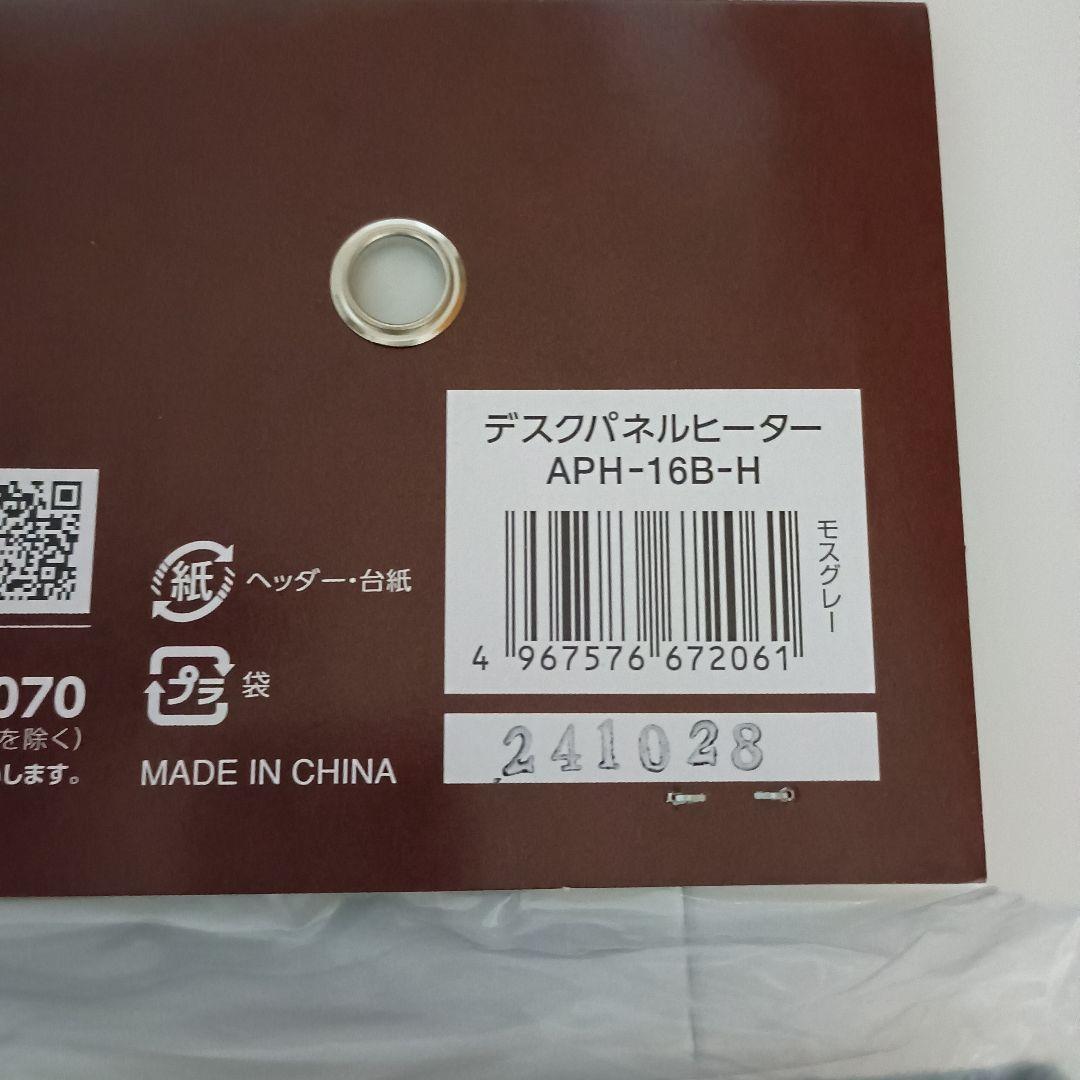 デスクパネルヒーター
APH-16B-H
モスグレー
4 967576 672061
紙 ヘッダー・台紙
プラ 袋
070
を除く)
します。
MADE IN CHINA
241028